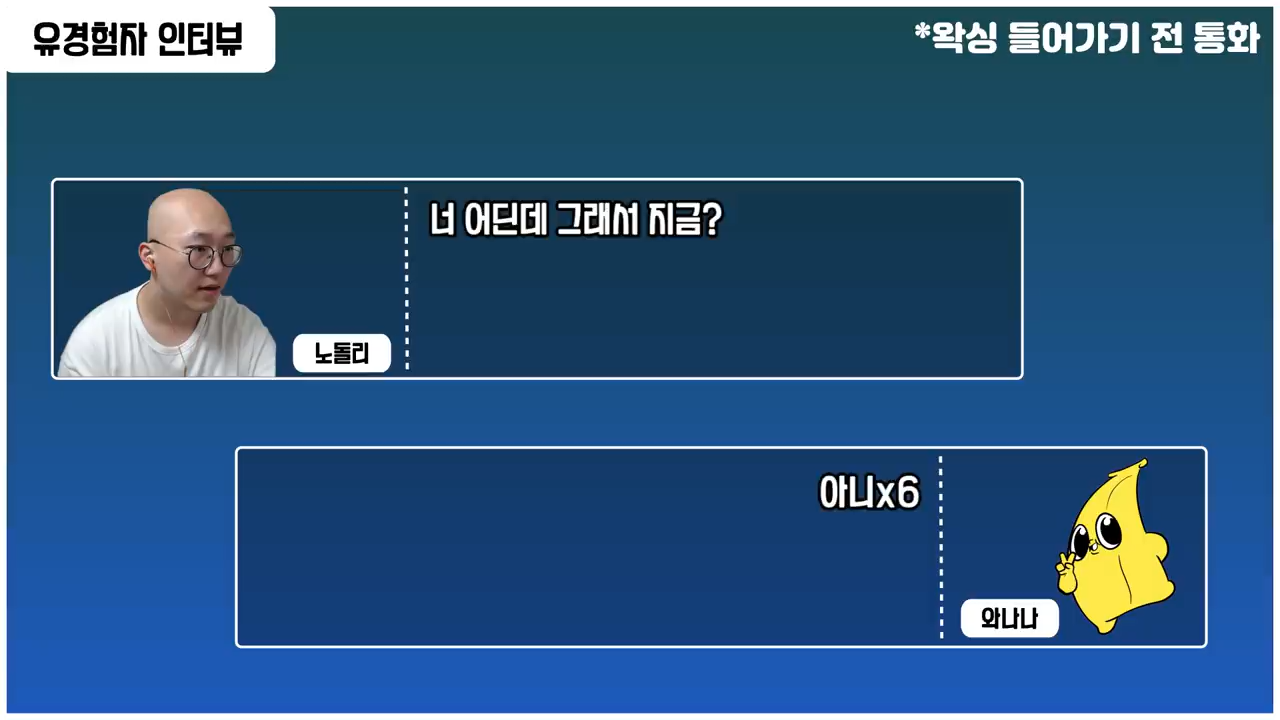 유경험자 인터뷰
*왁싱 들어가기 전 통화
너 어딘데 그래서 지금?
노돌리
아니x6
와나나